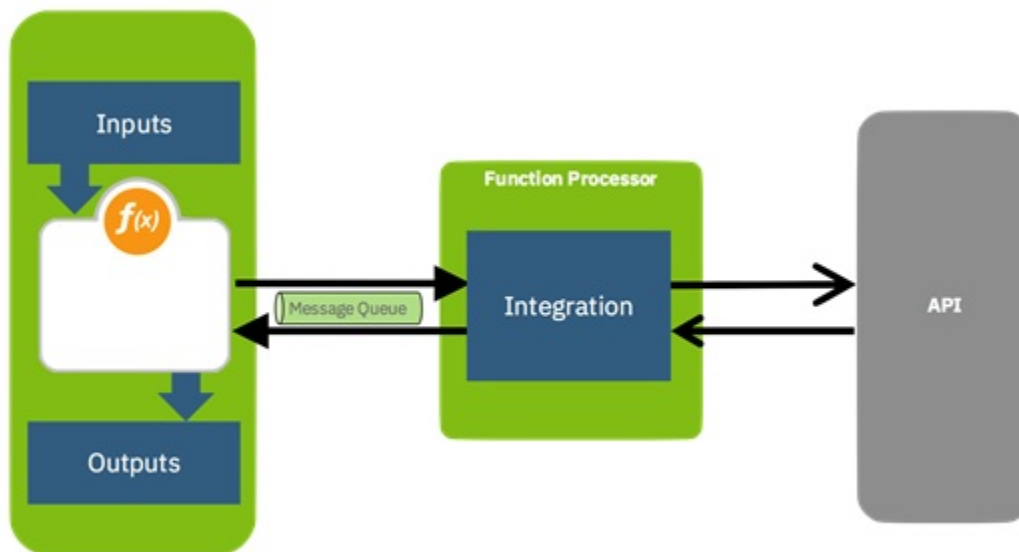 Inputs
f(x)
Outputs
Message Queue
Function Processor
Integration
API